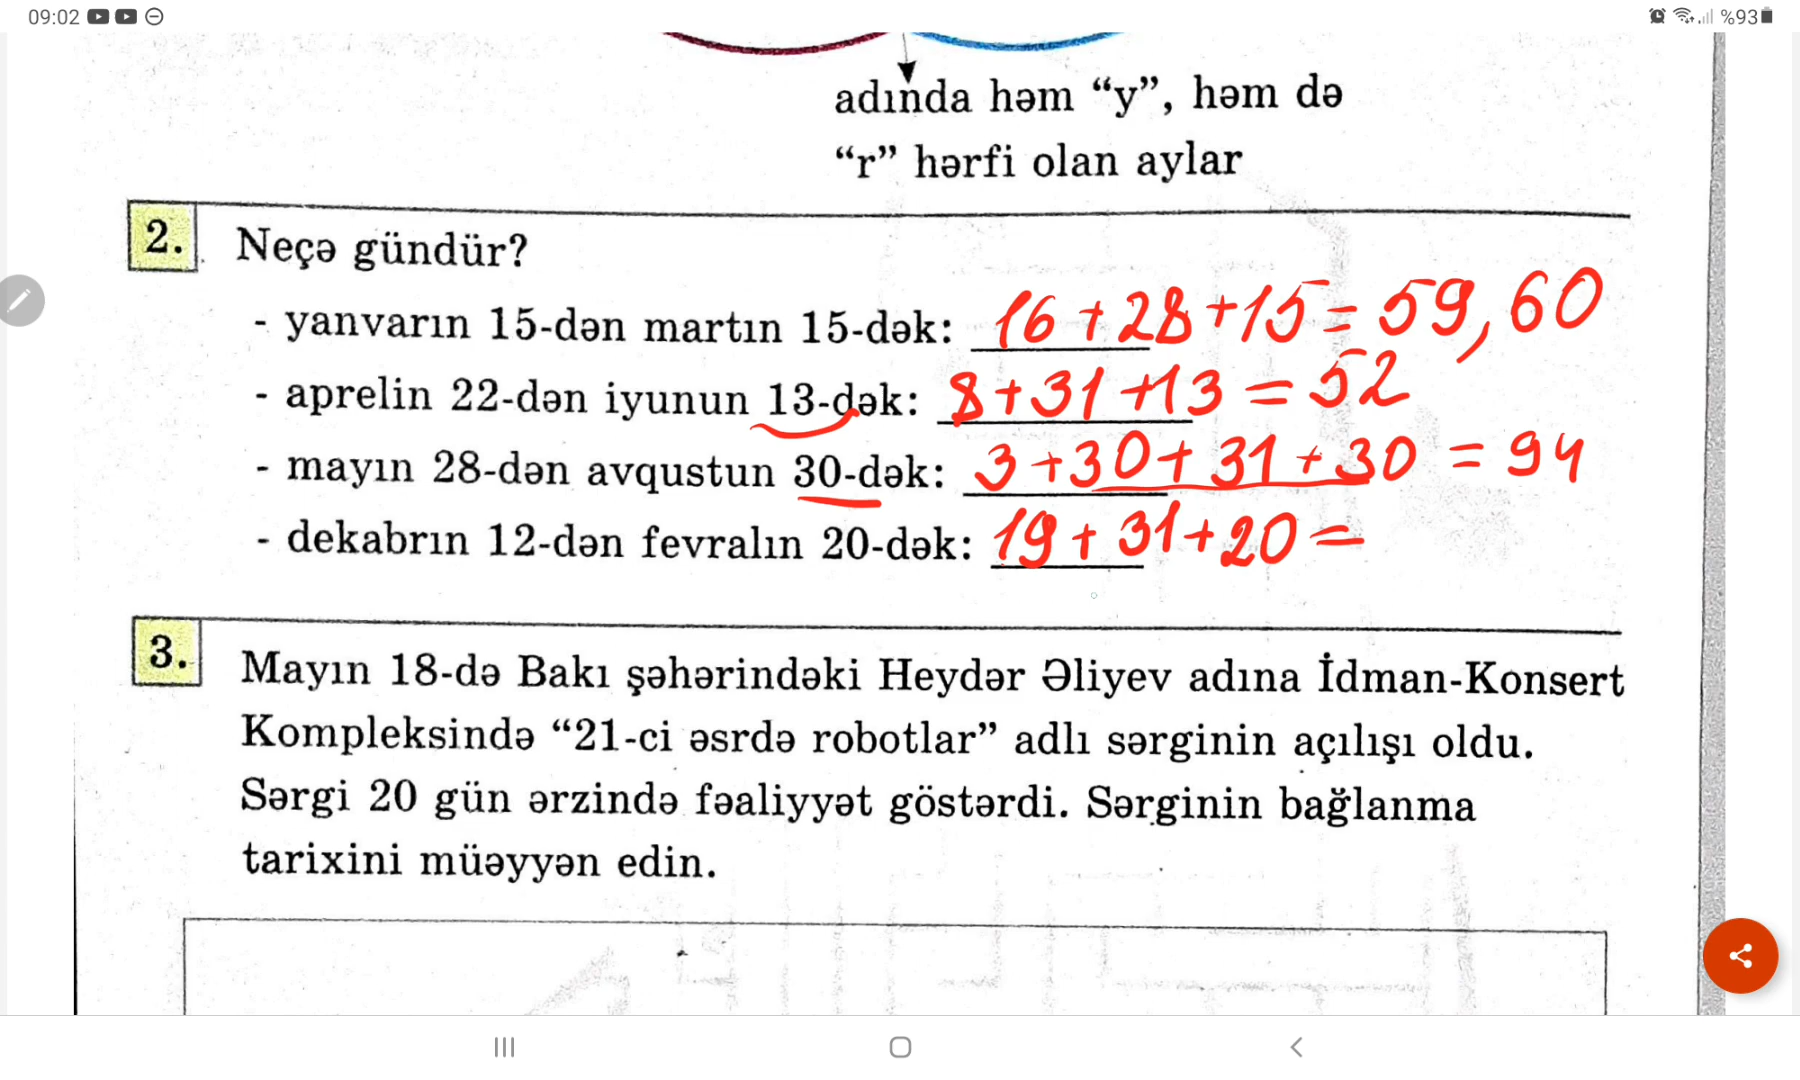 09:02
%93
adında həm “y”, həm də
“r” hərfi olan aylar
2. Neçə gündür?
- yanvarın 15-dən martın 15-dək: 16+28+15=59,60
- aprelin 22-dən iyunun 13-dək: 8+31+13=52
- mayın 28-dən avqustun 30-dək: 3+30+31+30=94
- dekabrın 12-dən fevralın 20-dək: 19+31+20=
3. Mayın 18-də Bakı şəhərindəki Heydər Əliyev adına İdman-Konsert
Kompleksində “21-ci əsrdə robotlar” adlı sərginin açılışı oldu.
Sərgi 20 gün ərzində fəaliyyət göstərdi. Sərginin bağlanma
tarixini müəyyən edin.